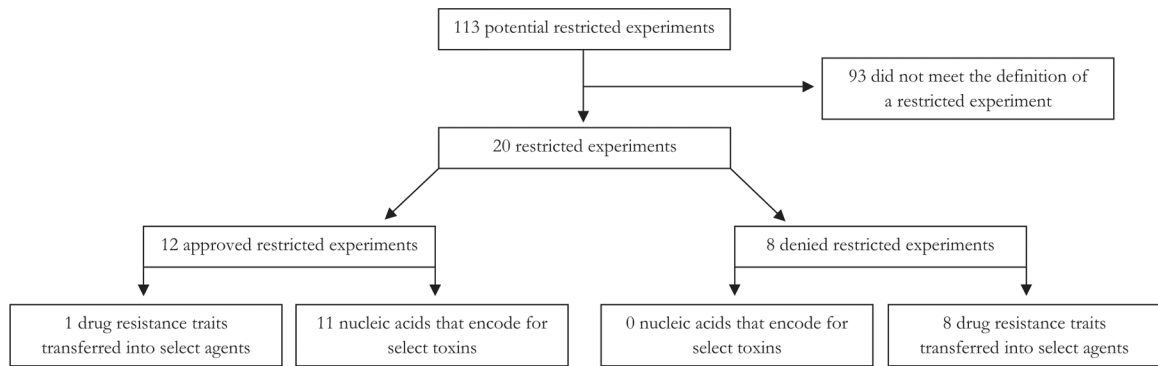 113 potential restricted experiments
93 did not meet the definition of
a restricted experiment
20 restricted experiments
12 approved restricted experiments
8 denied restricted experiments
1 drug resistance traits
transferred into select agents
11 nucleic acids that encode for
select toxins
0 nucleic acids that encode for
select toxins
8 drug resistance traits
transferred into select agents